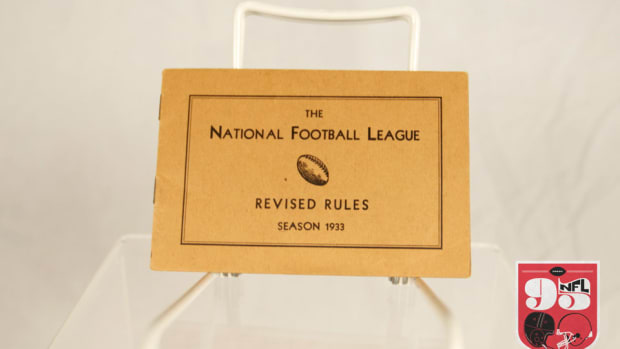 THE
NATIONAL FOOTBALL LEAGUE
REVISED RULES
SEASON 1933
95
NFL